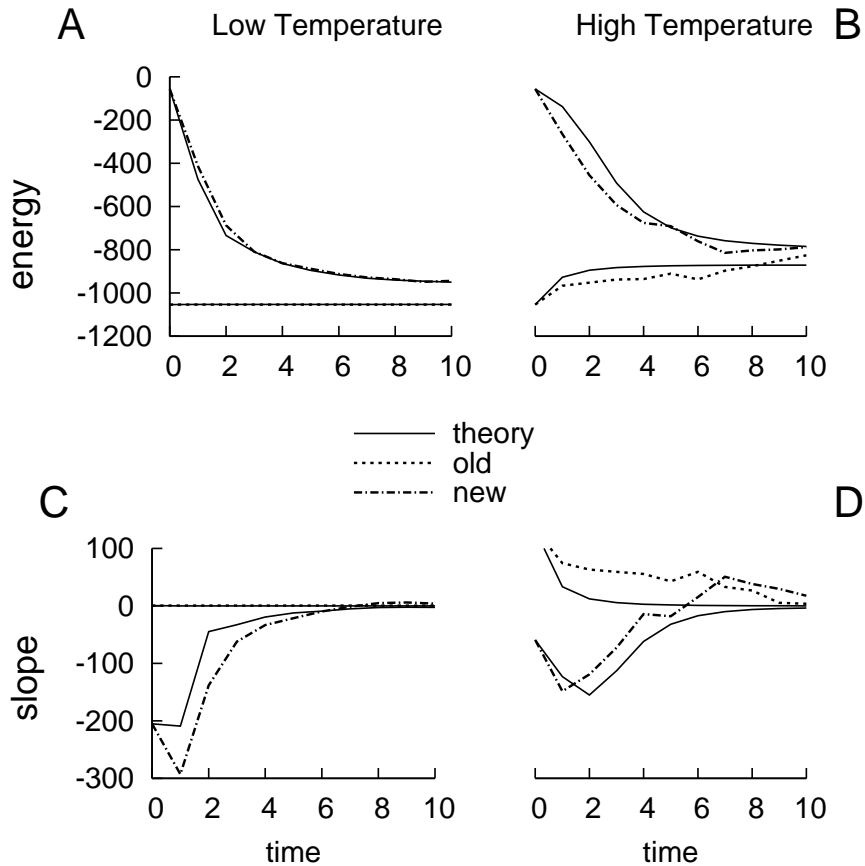 A Low Temperature High Temperature B
energy
0
-200
-400
-600
-800
-1000
-1200
0 2 4 6 8 10
0 2 4 6 8 10
theory
old
new
C D
slope
100
0
-100
-200
-300
0 2 4 6 8 10
0 2 4 6 8 10
time time